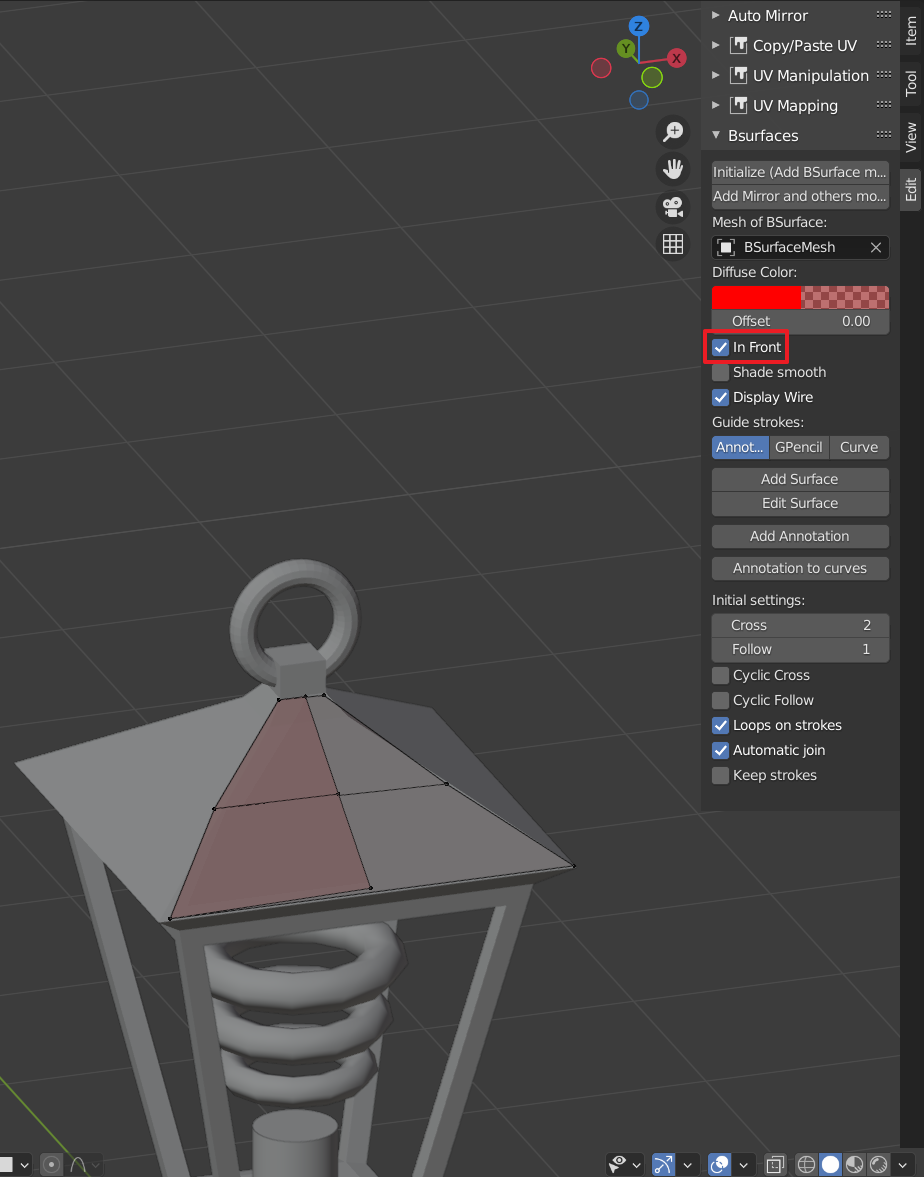 Auto Mirror
Copy/Paste UV
UV Manipulation
UV Mapping
Bsurfaces
Initialize (Add BSurface m...
Add Mirror and others mo...
Mesh of BSurface:
BSurfaceMesh
Diffuse Color:
Offset 0.00
In Front
Shade smooth
Display Wire
Guide strokes:
Annot... GPencil Curve
Add Surface
Edit Surface
Add Annotation
Annotation to curves
Initial settings:
Cross 2
Follow 1
Cyclic Cross
Cyclic Follow
Loops on strokes
Automatic join
Keep strokes
Item
Tool
View
Edit
Z
Y
X